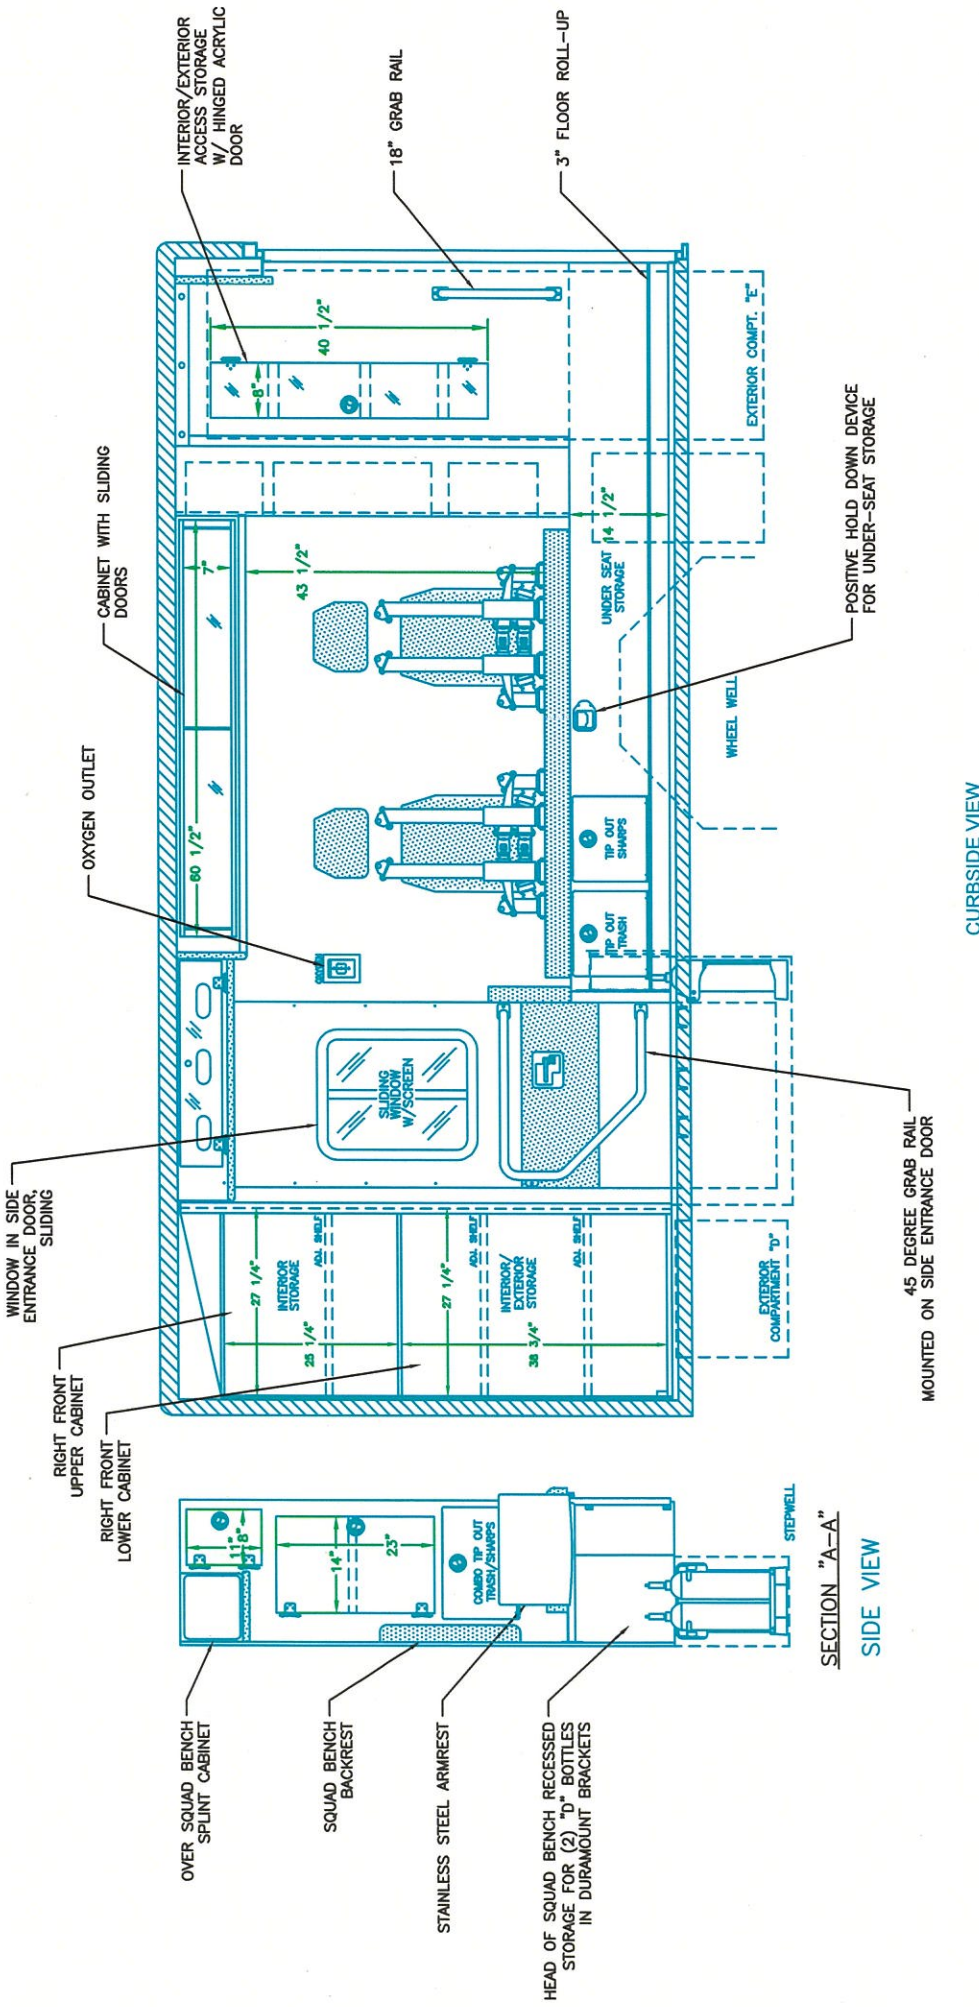 WINDOW IN SIDE
ENTRANCE DOOR,
SLIDING
RIGHT FRONT
UPPER CABINET
RIGHT FRONT
LOWER CABINET
OXYGEN OUTLET
CABINET WITH SLIDING
DOORS
INTERIOR/EXTERIOR
ACCESS STORAGE
W/ HINGED ACRYLIC
DOOR
18" GRAB RAIL
3" FLOOR ROLL-UP
OVER SQUAD BENCH
SPLINT CABINET
SQUAD BENCH
BACKREST
STAINLESS STEEL ARMREST
HEAD OF SQUAD BENCH RECESSED
STORAGE FOR (2) "D" BOTTLES
IN DURAMOUNT BRACKETS
11"
8"
14"
23"
COMBO TIP OUT
TRASH/SHARPS
STEPWELL
SECTION "A-A"
SIDE VIEW
27 1/4"
INTERIOR
STORAGE
25 1/4"
ADJ. SHELF
27 1/4"
ADJ. SHELF
INTERIOR/
EXTERIOR
STORAGE
38 3/4"
ADJ. SHELF
EXTERIOR
COMPARTMENT "D"
SLIDING
WINDOW
W/SCREEN
OXYGEN
60 1/2"
7"
43 1/2"
40 1/2"
8"
TIP OUT
TRASH
TIP OUT
SHARPS
UNDER SEAT
STORAGE
14 1/2"
WHEEL WELL
EXTERIOR COMPT. "E"
45 DEGREE GRAB RAIL
MOUNTED ON SIDE ENTRANCE DOOR
POSITIVE HOLD DOWN DEVICE
FOR UNDER-SEAT STORAGE
CURBSIDE VIEW